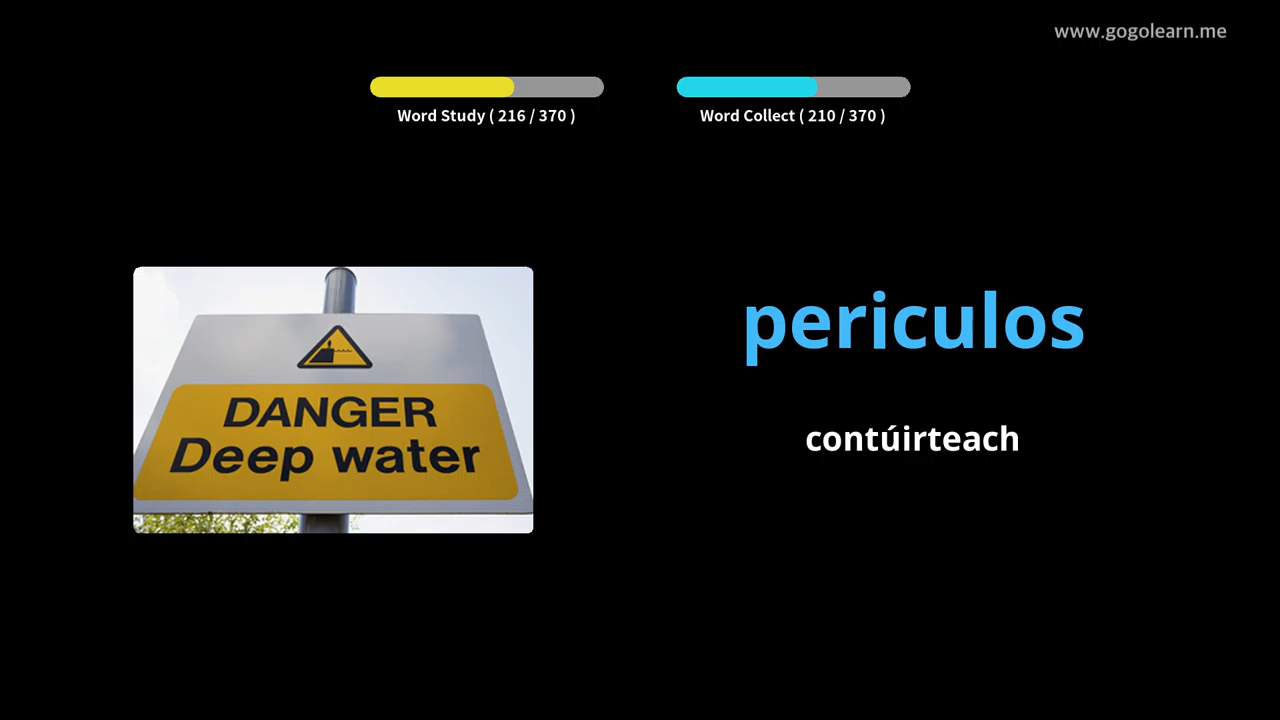 www.gogolearn.me
Word Study ( 216 / 370 )
Word Collect ( 210 / 370 )
DANGER
Deep water
periculos
contúirteach